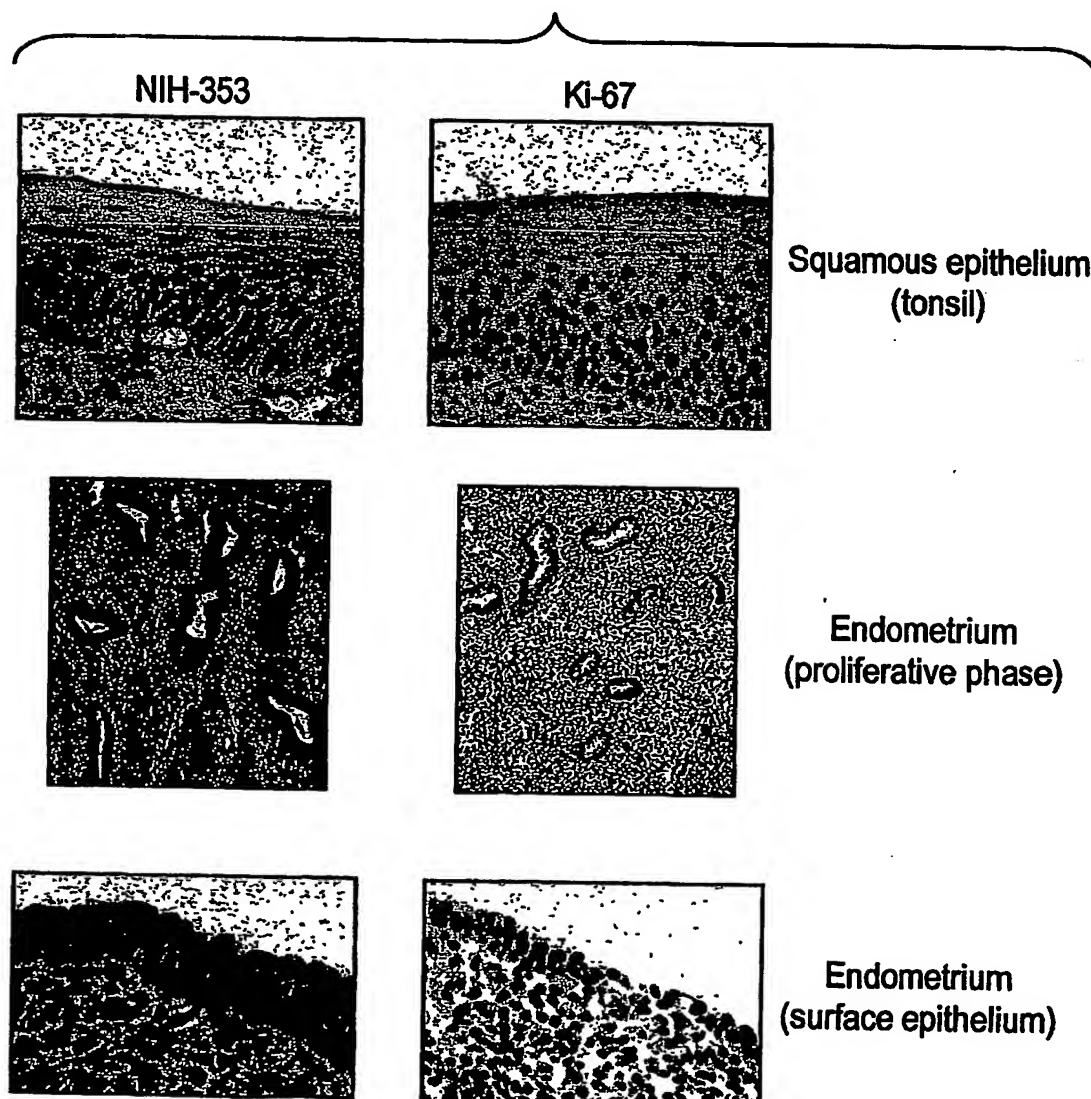 NIH-353
Ki-67
Squamous epithelium
(tonsil)
Endometrium
(proliferative phase)
Endometrium
(surface epithelium)